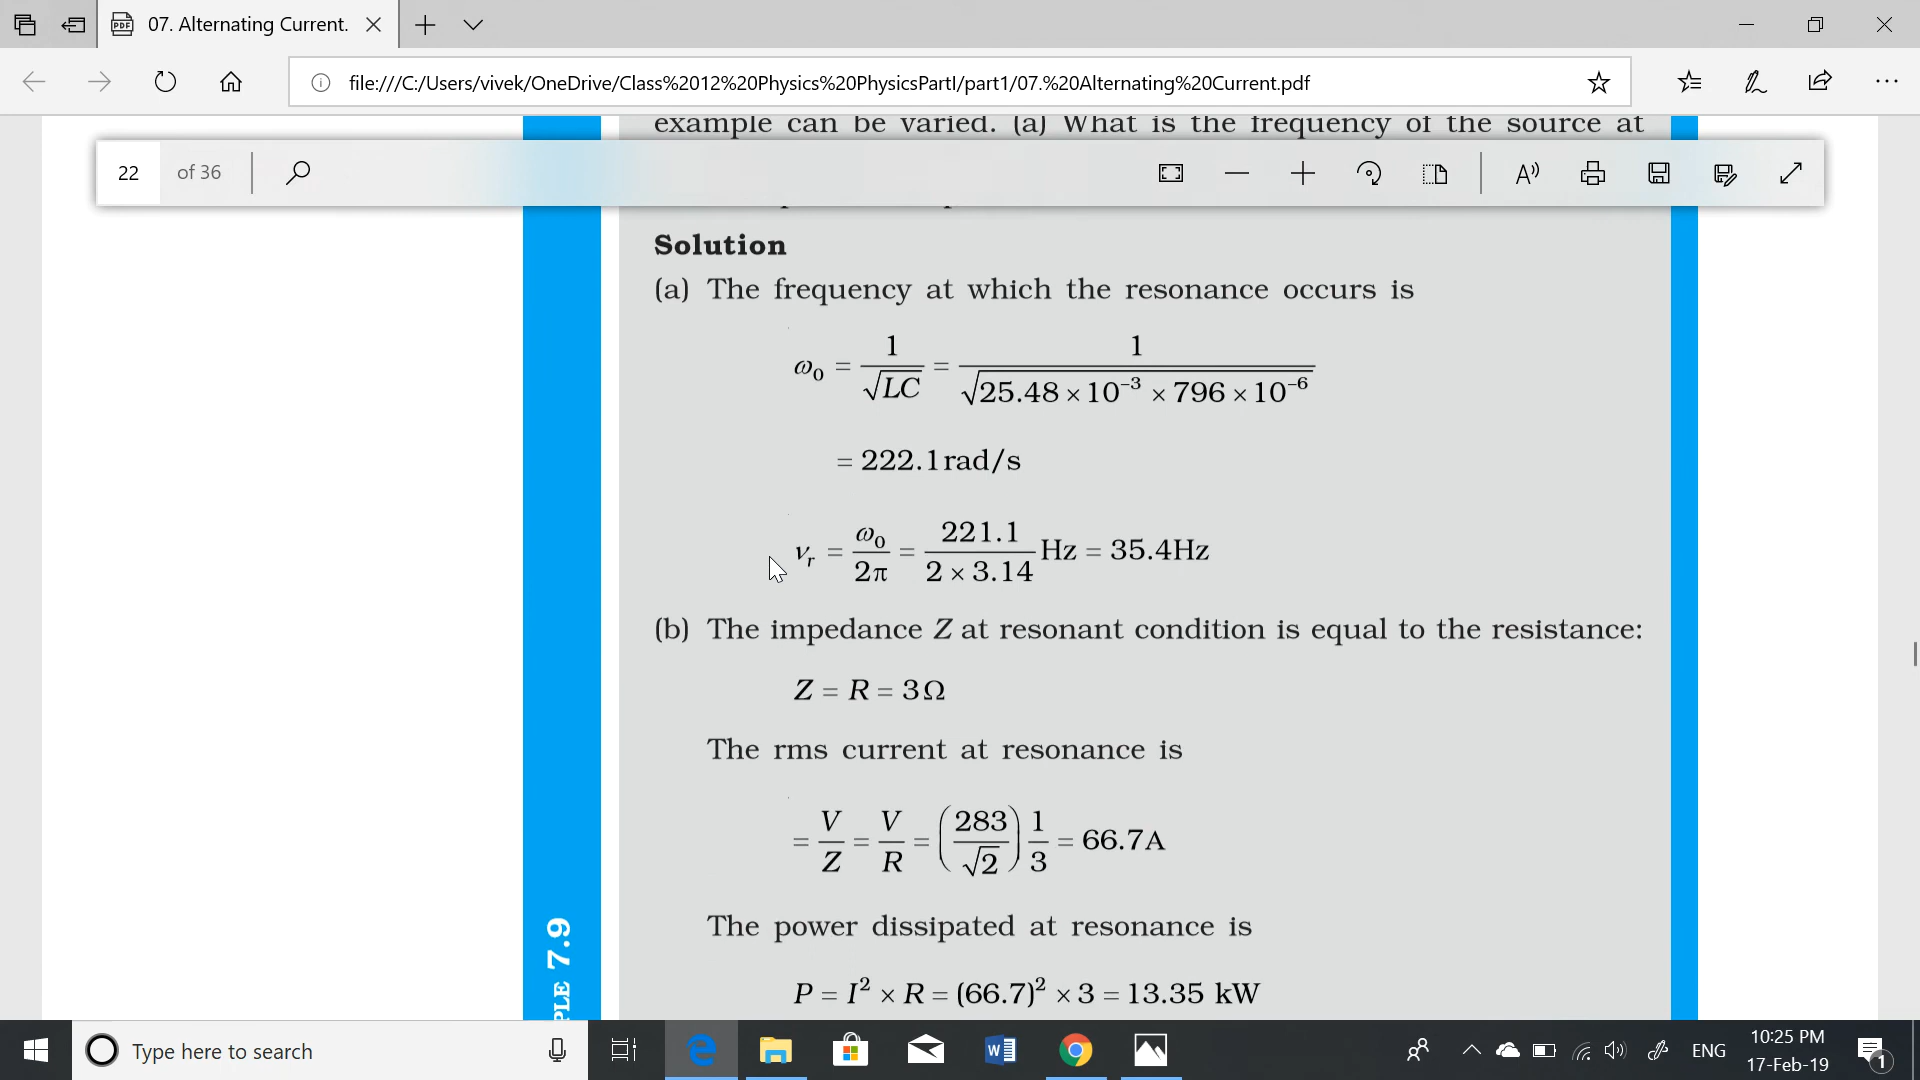 07. Alternating Current.
file:///C:/Users/vivek/OneDrive/Class%2012%20Physics%20PhysicsPartI/part1/07.%20Alternating%20Current.pdf
example can be varied. (a) What is the frequency of the source at
22 of 36
Solution
(a) The frequency at which the resonance occurs is
ω₀ = 1/√LC = 1/√25.48 × 10⁻³ × 796 × 10⁻⁶
= 222.1rad/s
νᵣ = ω₀/2π = 221.1/2 × 3.14 Hz = 35.4Hz
(b) The impedance Z at resonant condition is equal to the resistance:
Z = R = 3Ω
The rms current at resonance is
= V/Z = V/R = (283/√2) 1/3 = 66.7A
The power dissipated at resonance is
P = I² × R = (66.7)² × 3 = 13.35 kW
PLE 7.9
Type here to search
ENG
10:25 PM
17-Feb-19
1